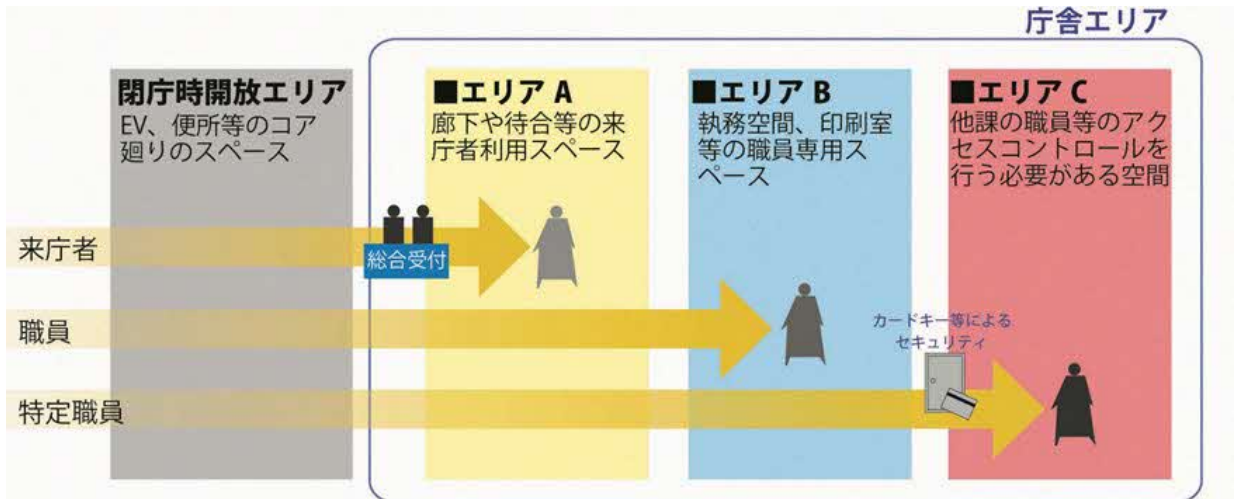 庁舎エリア
閉庁時開放エリア
EV、便所等のコア
廻りのスペース
■エリア A
廊下や待合等の来
庁者利用スペース
■エリア B
執務空間、印刷室
等の職員専用ス
ペース
■エリア C
他課の職員等のアク
セスコントロールを
行う必要がある空間
来庁者
総合受付
職員
カードキー等による
セキュリティ
特定職員